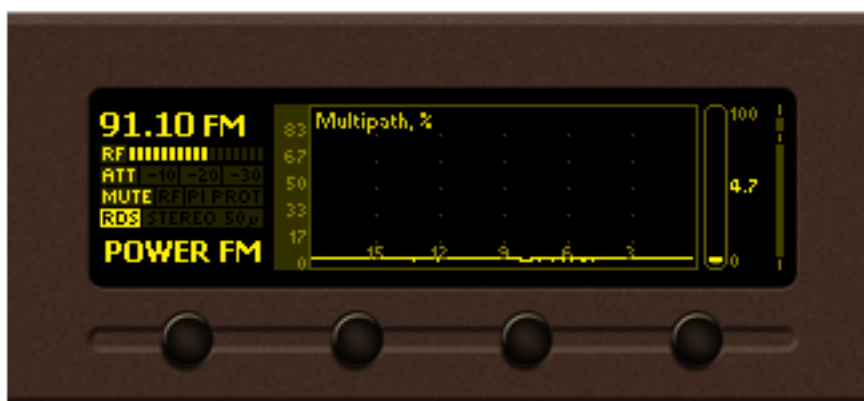 91.10 FM
RF
ATT -10 -20 -30
MUTE RF PI PROT
RDS STEREO 50µ
POWER FM
Multipath, %
83
67
50
33
17
0
15 12 9 6 3
100
4.7
0